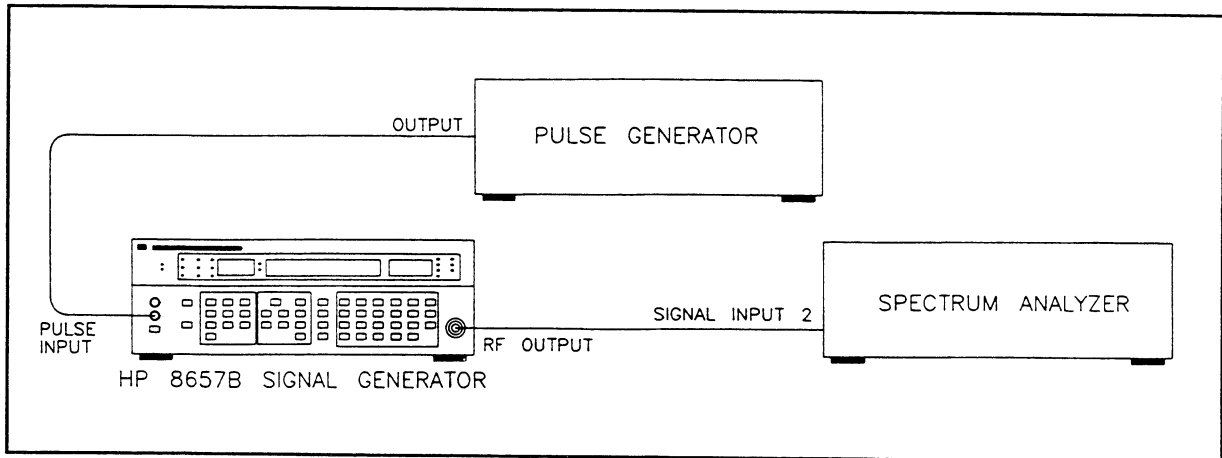 OUTPUT
PULSE GENERATOR
PULSE
INPUT
RF OUTPUT
SIGNAL INPUT 2
SPECTRUM ANALYZER
HP 8657B SIGNAL GENERATOR